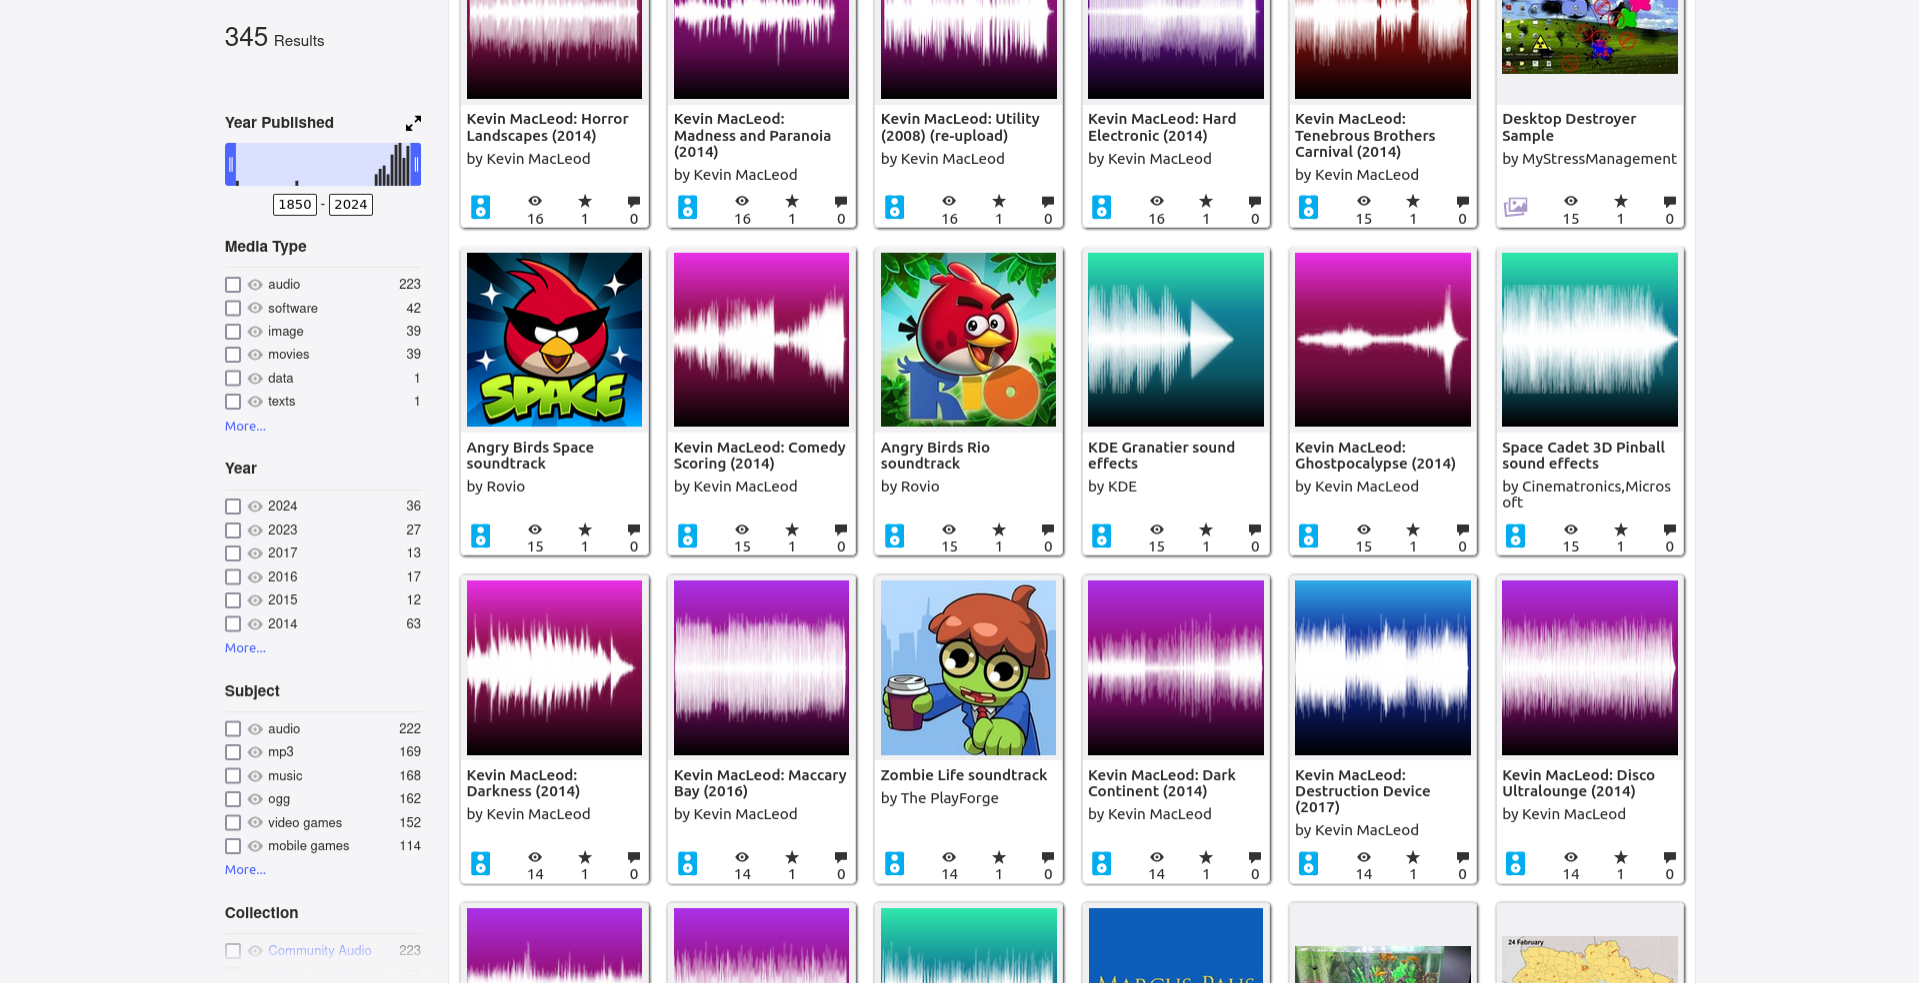 345 Results
Year Published
1850 - 2024
Media Type
audio 223
software 42
image 39
movies 39
data 1
texts 1
More...
Year
2024 36
2023 27
2017 13
2016 17
2015 12
2014 63
More...
Subject
audio 222
mp3 169
music 168
ogg 162
video games 152
mobile games 114
More...
Collection
Community Audio 223
Kevin MacLeod: Horror
Landscapes (2014)
by Kevin MacLeod
16 1 0
Kevin MacLeod:
Madness and Paranoia
(2014)
by Kevin MacLeod
16 1 0
Kevin MacLeod: Utility
(2008) (re-upload)
by Kevin MacLeod
16 1 0
Kevin MacLeod: Hard
Electronic (2014)
by Kevin MacLeod
16 1 0
Kevin MacLeod:
Tenebrous Brothers
Carnival (2014)
by Kevin MacLeod
15 1 0
Desktop Destroyer
Sample
by MyStressManagement
15 1 0
SPACE
Angry Birds Space
soundtrack
by Rovio
15 1 0
Kevin MacLeod: Comedy
Scoring (2014)
by Kevin MacLeod
15 1 0
RIO
Angry Birds Rio
soundtrack
by Rovio
15 1 0
KDE Granatier sound
effects
by KDE
15 1 0
Kevin MacLeod:
Ghostpocalypse (2014)
by Kevin MacLeod
15 1 0
Space Cadet 3D Pinball
sound effects
by Cinematronics,Micros
oft
15 1 0
Kevin MacLeod:
Darkness (2014)
by Kevin MacLeod
14 1 0
Kevin MacLeod: Maccary
Bay (2016)
by Kevin MacLeod
14 1 0
Zombie Life soundtrack
by The PlayForge
14 1 0
Kevin MacLeod: Dark
Continent (2014)
by Kevin MacLeod
14 1 0
Kevin MacLeod:
Destruction Device
(2017)
by Kevin MacLeod
14 1 0
Kevin MacLeod: Disco
Ultralounge (2014)
by Kevin MacLeod
14 1 0
MARCUS PAUS
24 February